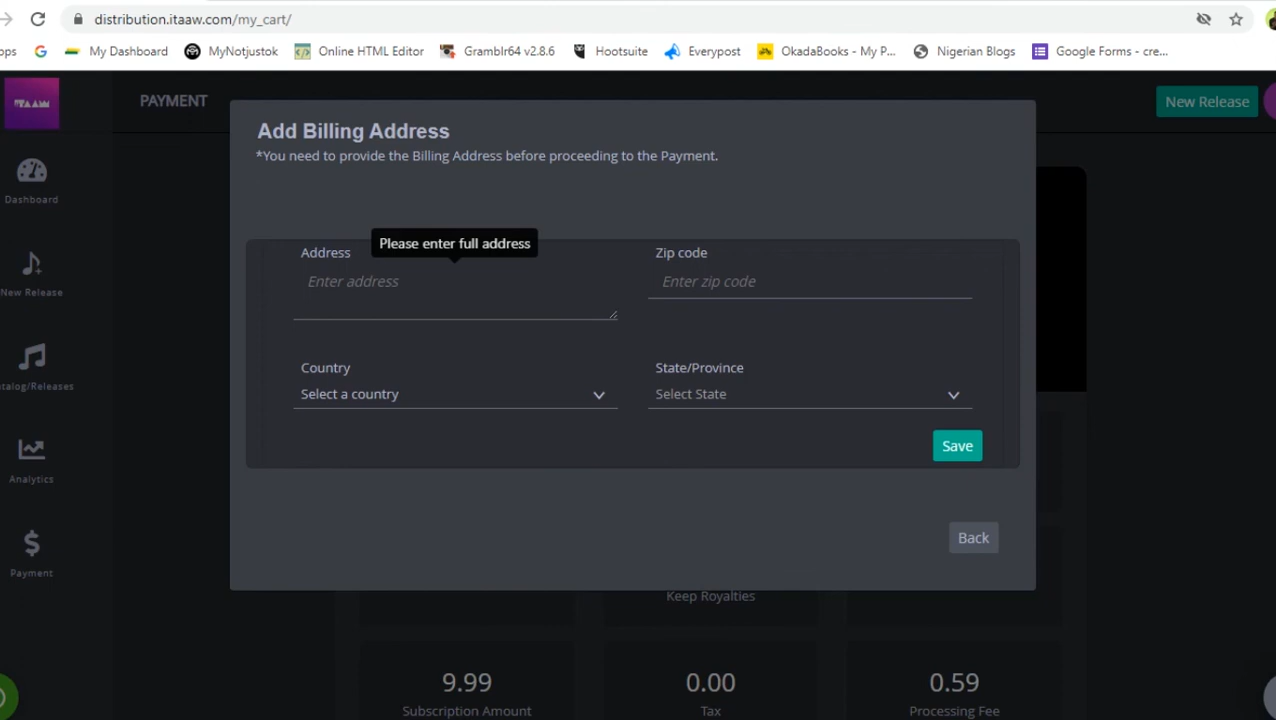 distribution.itaaw.com/my_cart/
ops
My Dashboard
MyNotjustok
Online HTML Editor
Gramblr64 v2.8.6
Hootsuite
Everypost
OkadaBooks - My P...
Nigerian Blogs
Google Forms - cre...
ITAAW
PAYMENT
New Release
Add Billing Address
*You need to provide the Billing Address before proceeding to the Payment.
Dashboard
Please enter full address
Address
Zip code
Enter address
Enter zip code
New Release
Country
State/Province
Select a country
Select State
atalog/Releases
Save
Analytics
Back
Payment
Keep Royalties
9.99
0.00
0.59
Subscription Amount
Tax
Processing Fee